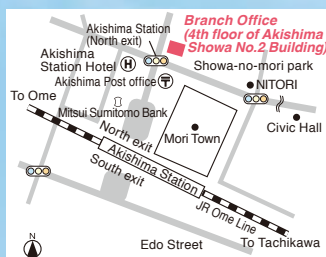 Akishima Station
(North exit)
Branch Office
(4th floor of Akishima
Showa No.2 Building)
Akishima
Station Hotel
H
Showa-no-mori park
Akishima Post office
〒
NITORI
To Ome
Mitsui Sumitomo Bank
Civic Hall
North exit
Mori Town
Akishima Station
South exit
JR Ome Line
N
Edo Street
To Tachikawa